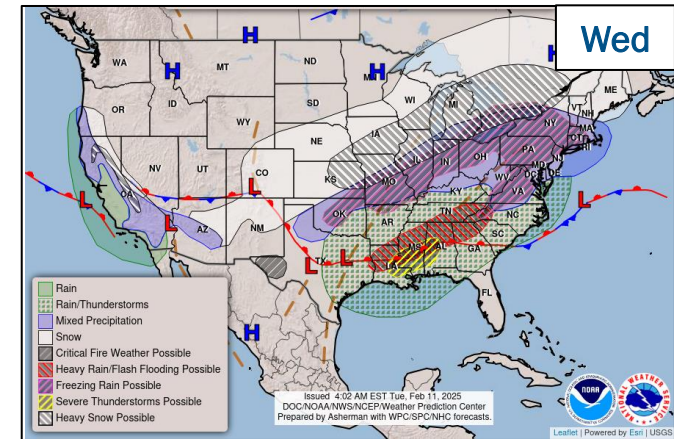 Wed
H
H
H
H
WA
MT
ND
OR
ID
SD
WI
MI
ME
VT
NH
WY
NY
MA
CT
RI
IA
NE
PA
NV
UT
CO
IL
IN
OH
NJ
MD
DE
DC
CA
KS
MO
WV
VA
KY
L
L
L
L
L
L
AZ
NM
OK
AR
TN
NC
SC
MS
AL
GA
TX
LA
FL
H
Rain
Rain/Thunderstorms
Mixed Precipitation
Snow
Critical Fire Weather Possible
Heavy Rain/Flash Flooding Possible
Freezing Rain Possible
Severe Thunderstorms Possible
Heavy Snow Possible
Issued 4:02 AM EST Tue, Feb 11, 2025
DOC/NOAA/NWS/NCEP/Weather Prediction Center
Prepared by Asherman with WPC/SPC/NHC forecasts.
NOAA
NATIONAL WEATHER SERVICE
Leaflet | Powered by Esri | USGS